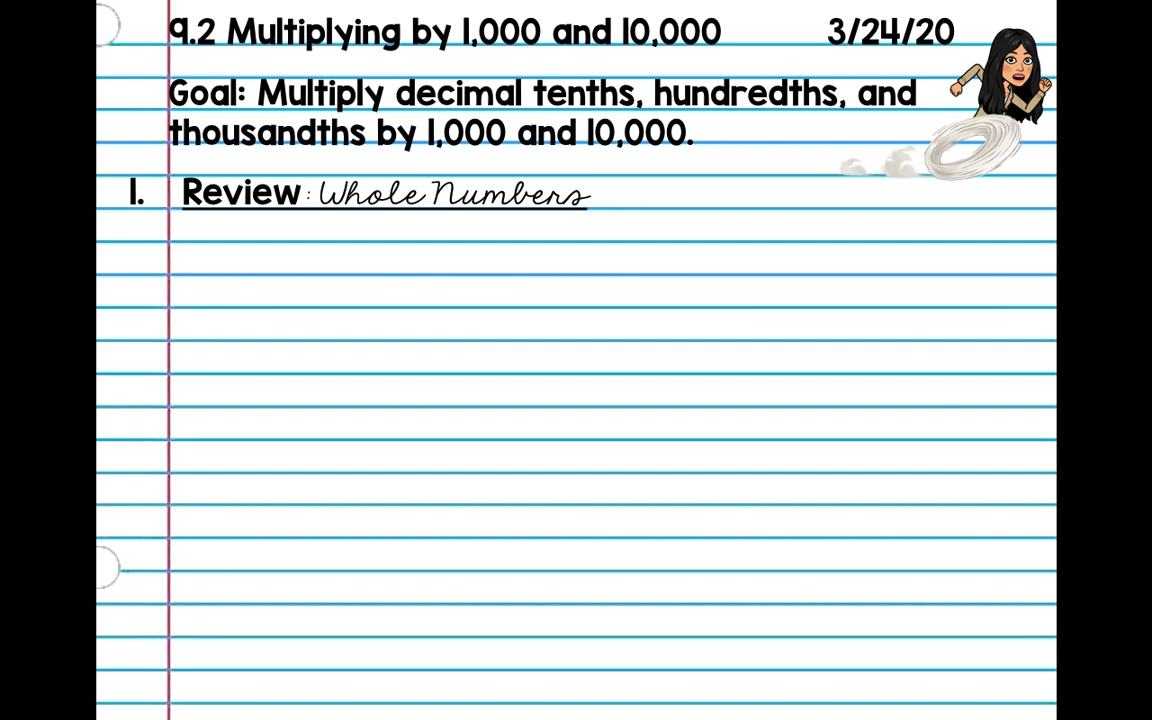 9.2 Multiplying by 1,000 and 10,000 3/24/20
Goal: Multiply decimal tenths, hundredths, and
thousandths by 1,000 and 10,000.
1. Review: Whole Numbers